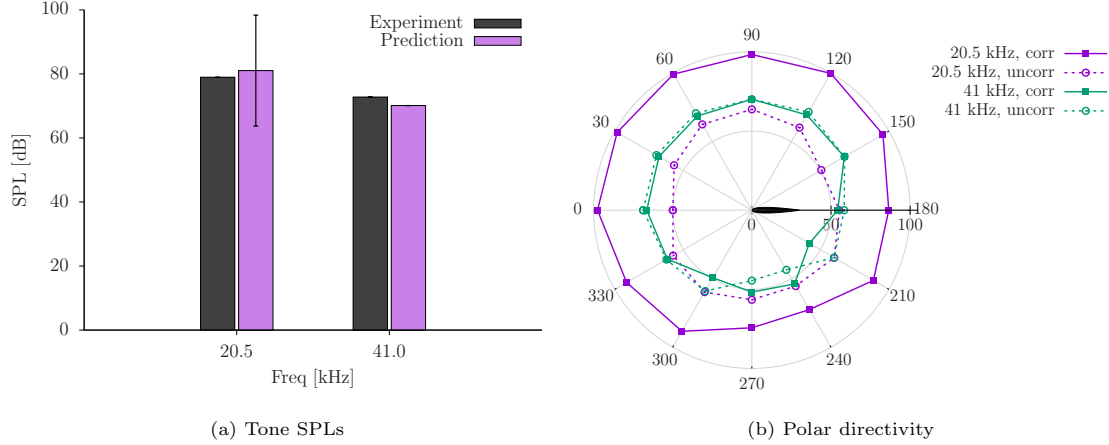 100
80
60
40
20
0
SPL [dB]
Experiment
Prediction
20.5
41.0
Freq [kHz]
(a) Tone SPLs
90
60
120
30
150
0
180
0
50
100
330
210
300
240
270
20.5 kHz, corr
20.5 kHz, uncorr
41 kHz, corr
41 kHz, uncorr
(b) Polar directivity